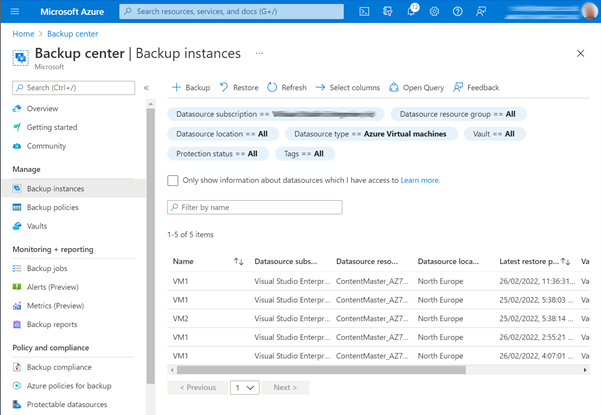 Microsoft Azure
Search resources, services, and docs (G+/)
12
Home > Backup center >
Backup center | Backup instances ...
Microsoft
Search (Ctrl+/)
«
Overview
Getting started
Community
Manage
Backup instances
Backup policies
Vaults
Monitoring + reporting
Backup jobs
Alerts (Preview)
Metrics (Preview)
Backup reports
Policy and compliance
Backup compliance
Azure policies for backup
Protectable datasources
+ Backup Restore Refresh Select columns Open Query Feedback
Datasource subscription == Datasource resource group == All
Datasource location == All Datasource type == Azure Virtual machines Vault == All
Protection status == All Tags == All
Only show information about datasources which I have access to Learn more.
Filter by name
1-5 of 5 items
Name ↑↓ Datasource subs... Datasource reso... Datasource loca... Latest restore p... ↑↓ Va
VM1 Visual Studio Enterpr... ContentMaster_AZ7... North Europe 26/02/2022, 11:36:31...
VM1 Visual Studio Enterpr... ContentMaster_AZ7... North Europe 25/02/2022, 5:38:03
VM2 Visual Studio Enterpr... ContentMaster_AZ7... North Europe 25/02/2022, 5:38:14
VM1 Visual Studio Enterpr... ContentMaster_AZ7... North Europe 26/02/2022, 2:55:21
VM1 Visual Studio Enterpr... ContentMaster_AZ7... North Europe 26/02/2022, 4:07:01
< Previous 1 Next >